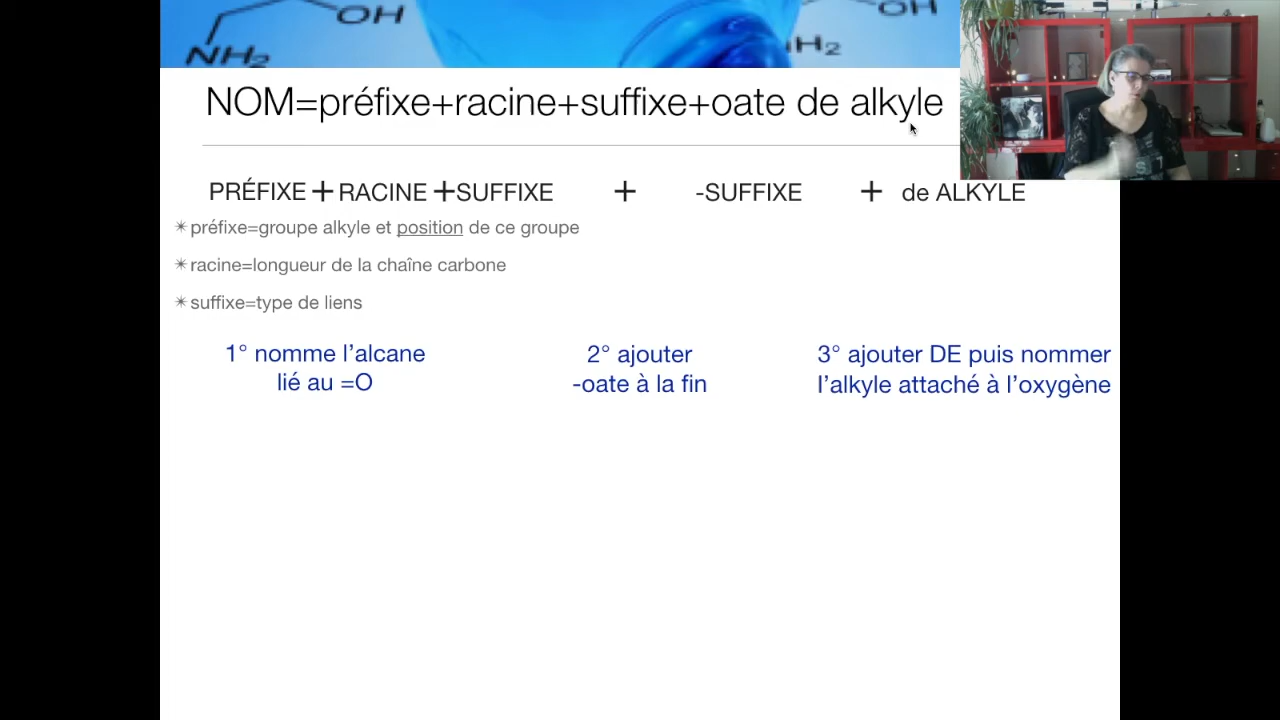 OH
OH
NH2
H2
NOM=préfixe+racine+suffixe+oate de alkyle
PRÉFIXE + RACINE + SUFFIXE + -SUFFIXE + de ALKYLE
✴préfixe=groupe alkyle et position de ce groupe
✴racine=longueur de la chaîne carbone
✴suffixe=type de liens
1° nomme l’alcane
lié au =O
2° ajouter
-oate à la fin
3° ajouter DE puis nommer
l’alkyle attaché à l’oxygène